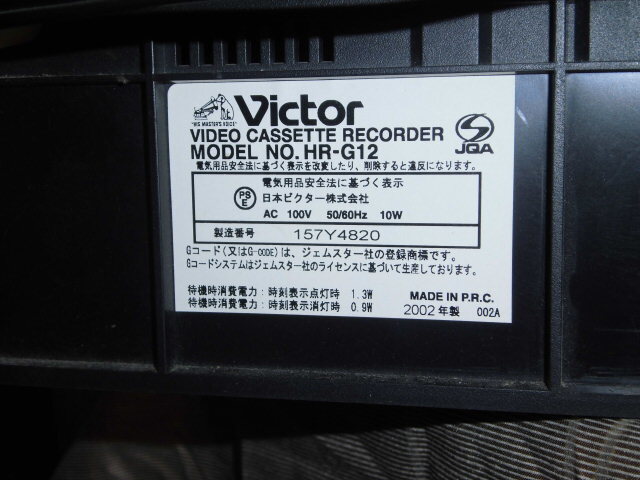 "HIS MASTER'S VOICE"
Victor
VIDEO CASSETTE RECORDER
MODEL NO. HR-G12
JQA
電気用品安全法に基づく表示を改変したり、削除すると違反になります。
PS
E
電気用品安全法に基づく表示
日本ビクター株式会社
AC 100V 50/60Hz 10W
製造番号 157Y4820
Gコード(又はG-CODE)は、ジェムスター社の登録商標です。
Gコードシステムはジェムスター社のライセンスに基づいて生産しております。
待機時消費電力:時刻表示点灯時 1.3W
待機時消費電力:時刻表示消灯時 0.9W
MADE IN P.R.C.
2002年製 002A